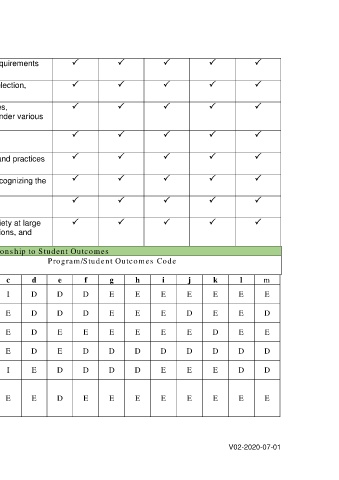 quirements ✓ ✓ ✓ ✓ ✓
lection, ✓ ✓ ✓ ✓ ✓
es, ✓ ✓ ✓ ✓ ✓
nder various
✓ ✓ ✓ ✓ ✓
and practices ✓ ✓ ✓ ✓ ✓
cognizing the ✓ ✓ ✓ ✓ ✓
✓ ✓ ✓ ✓ ✓
iety at large ✓ ✓ ✓ ✓ ✓
ions, and
onship to Student Outcomes
Program/Student Outcomes Code
c d e f g h i j k l m
I D D D E E E E E E E
E D D D E E E D E E D
E D E E E E E E D E E
E D E D D D D D D D D
I E D D D D E E E D D
E E D E E E E E E E E
V02-2020-07-01